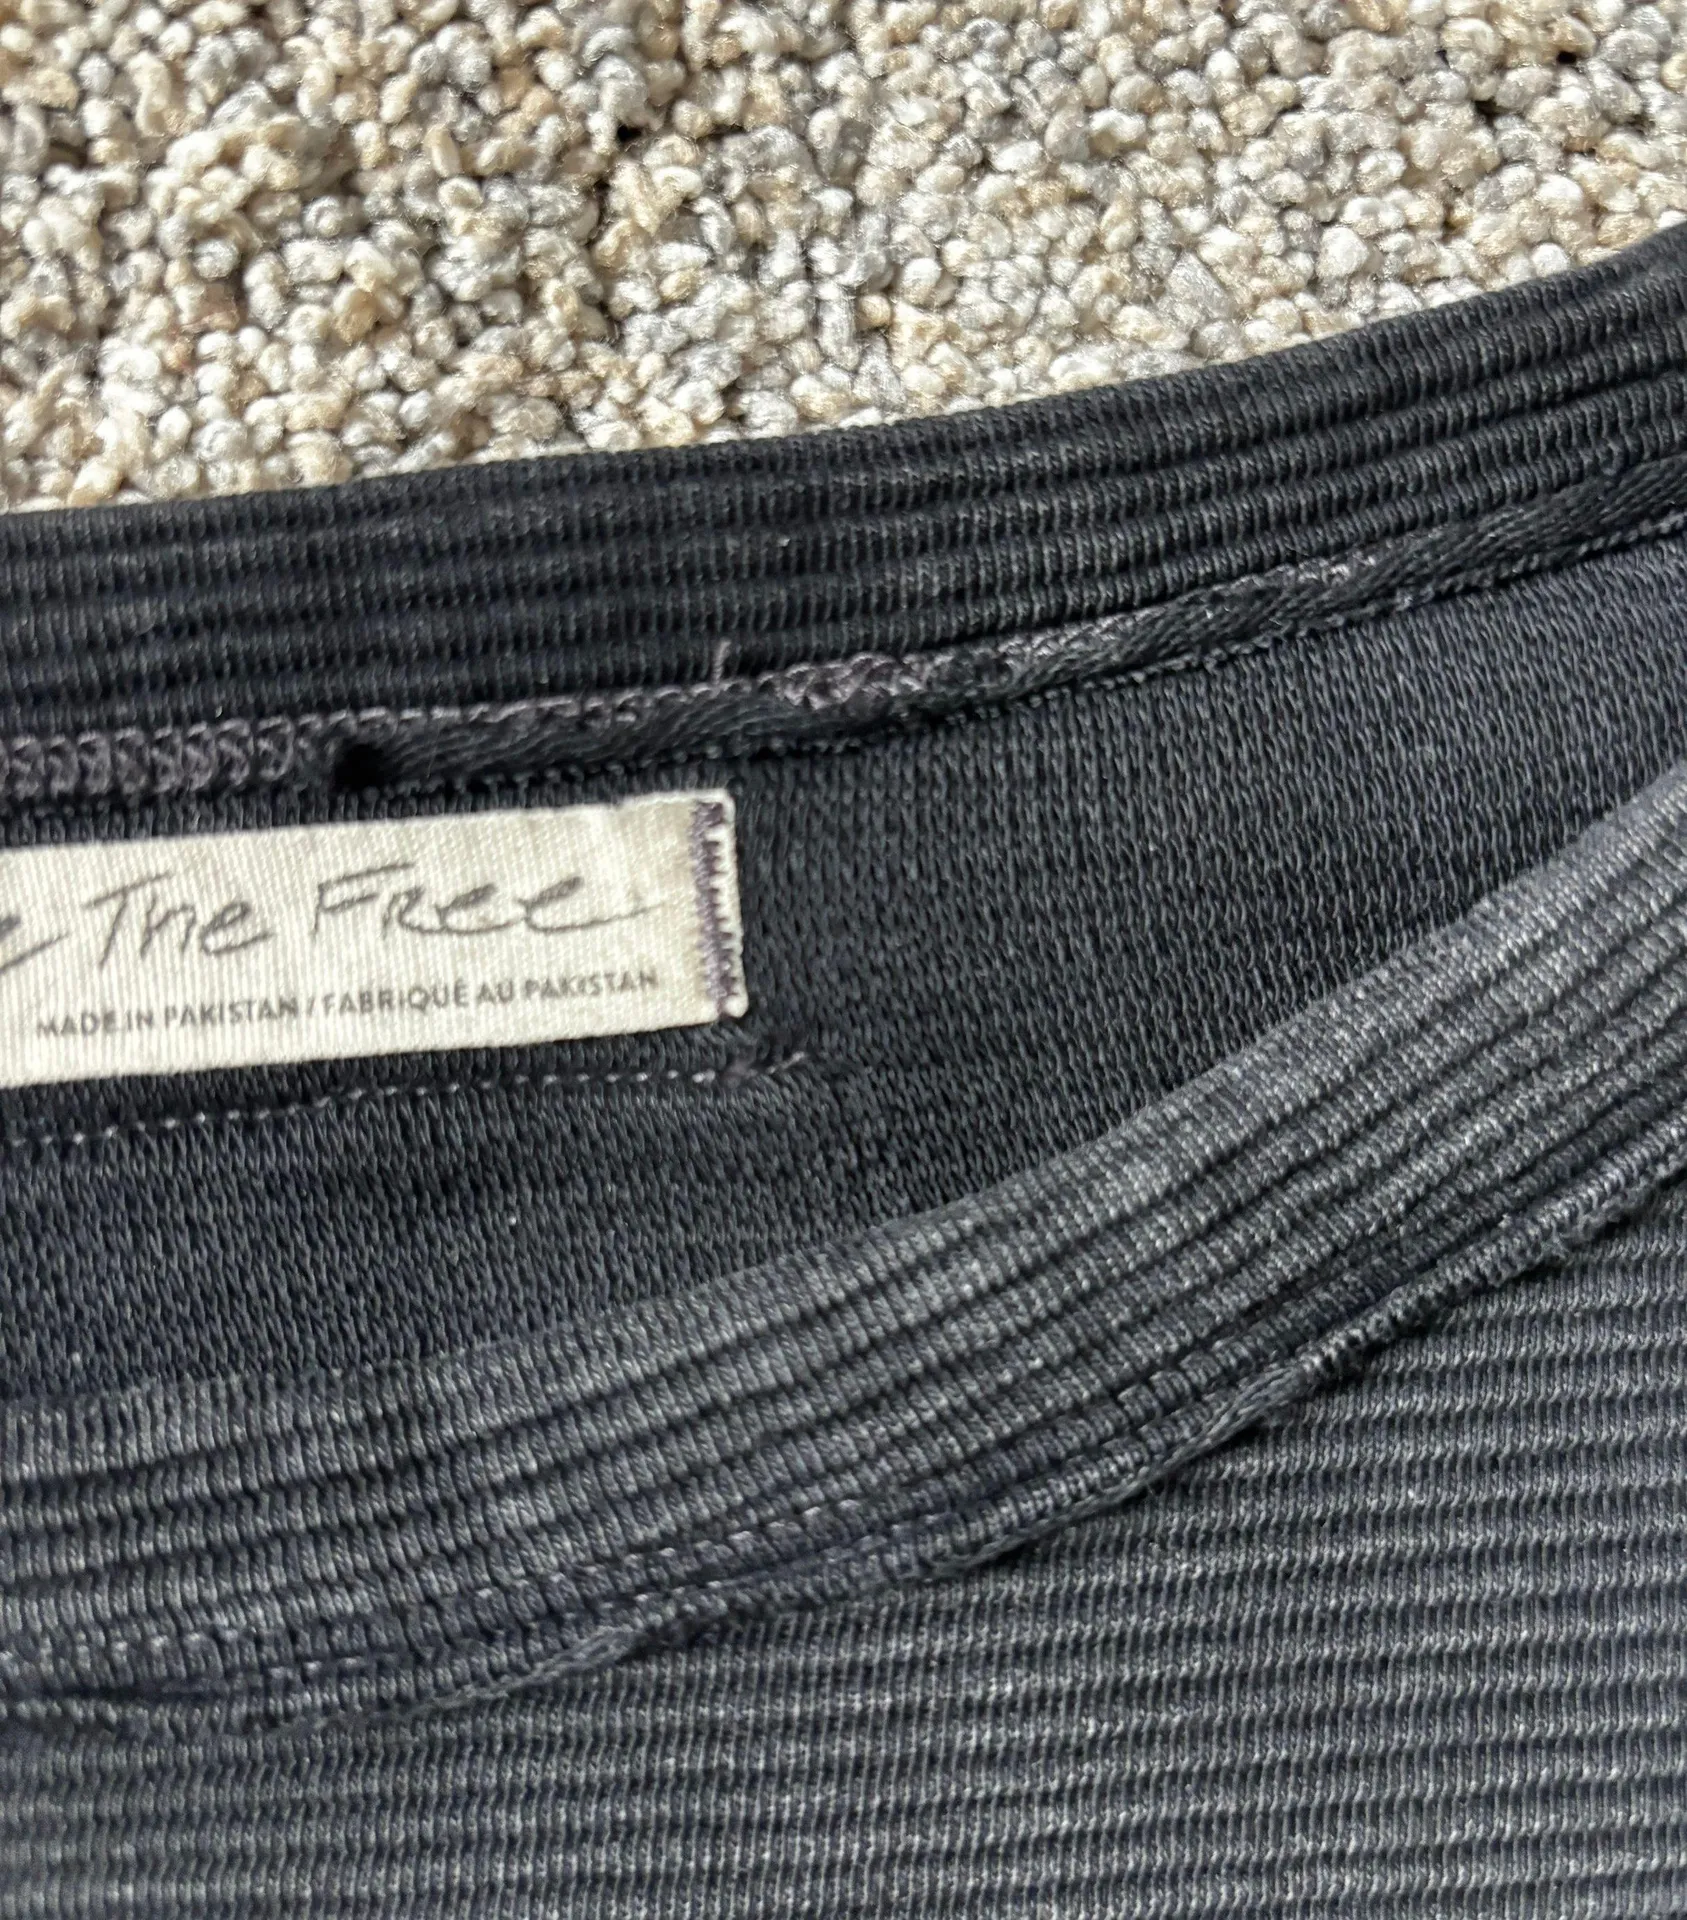 e The Free
MADE IN PAKISTAN / FABRIQUÉ AU PAKISTAN